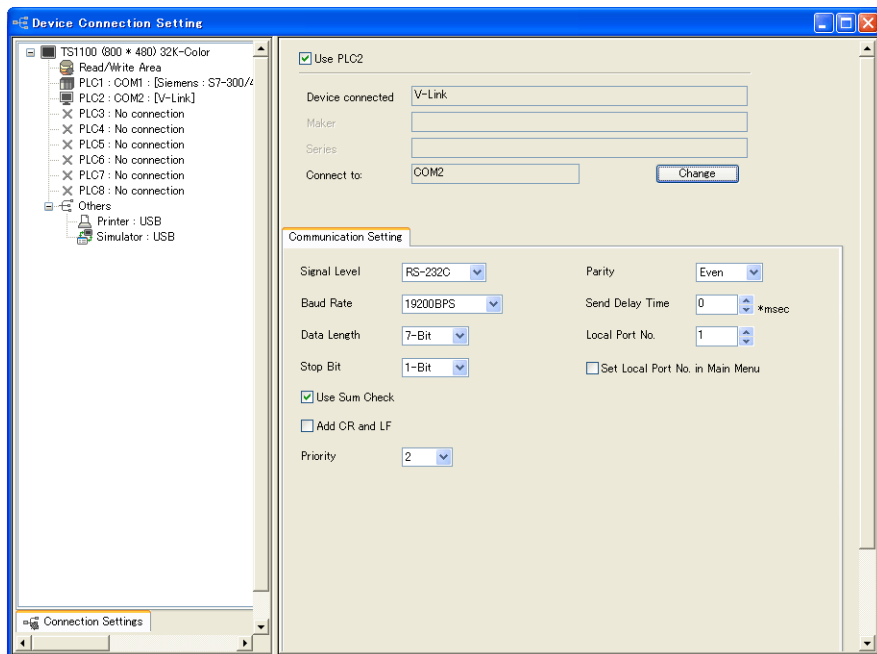 Device Connection Setting
TS1100 (800 * 480) 32K-Color
Read/Write Area
PLC1 : COM1 : [Siemens : S7-300/4
PLC2 : COM2 : [V-Link]
PLC3 : No connection
PLC4 : No connection
PLC5 : No connection
PLC6 : No connection
PLC7 : No connection
PLC8 : No connection
Others
Printer : USB
Simulator : USB
Connection Settings
Use PLC2
Device connected V-Link
Maker
Series
Connect to: COM2 Change
Communication Setting
Signal Level RS-232C Parity Even
Baud Rate 19200BPS Send Delay Time 0 *msec
Data Length 7-Bit Local Port No. 1
Stop Bit 1-Bit Set Local Port No. in Main Menu
Use Sum Check
Add CR and LF
Priority 2